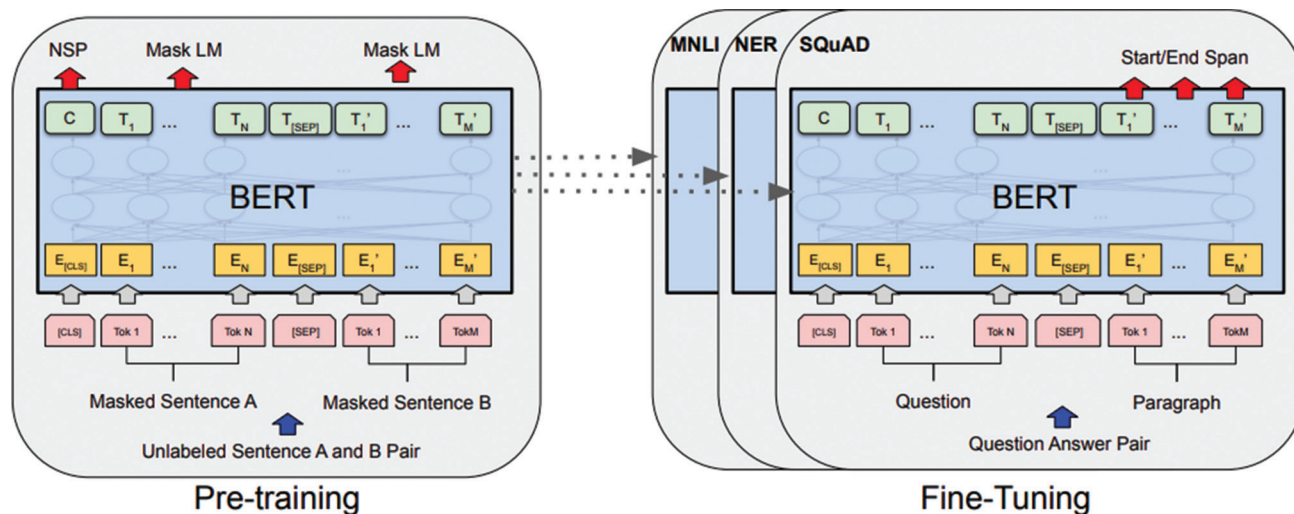 NSP Mask LM Mask LM
C T1 ... TN T[SEP] T1' ... TM'
BERT
E[CLS] E1 ... EN E[SEP] E1' ... EM'
[CLS] Tok 1 ... Tok N [SEP] Tok 1 ... TokM
Masked Sentence A Masked Sentence B
Unlabeled Sentence A and B Pair
Pre-training
MNLI NER SQuAD
Start/End Span
C T1 ... TN T[SEP] T1' ... TM'
BERT
E[CLS] E1 ... EN E[SEP] E1' ... EM'
[CLS] Tok 1 ... Tok N [SEP] Tok 1 ... TokM
Question Paragraph
Question Answer Pair
Fine-Tuning